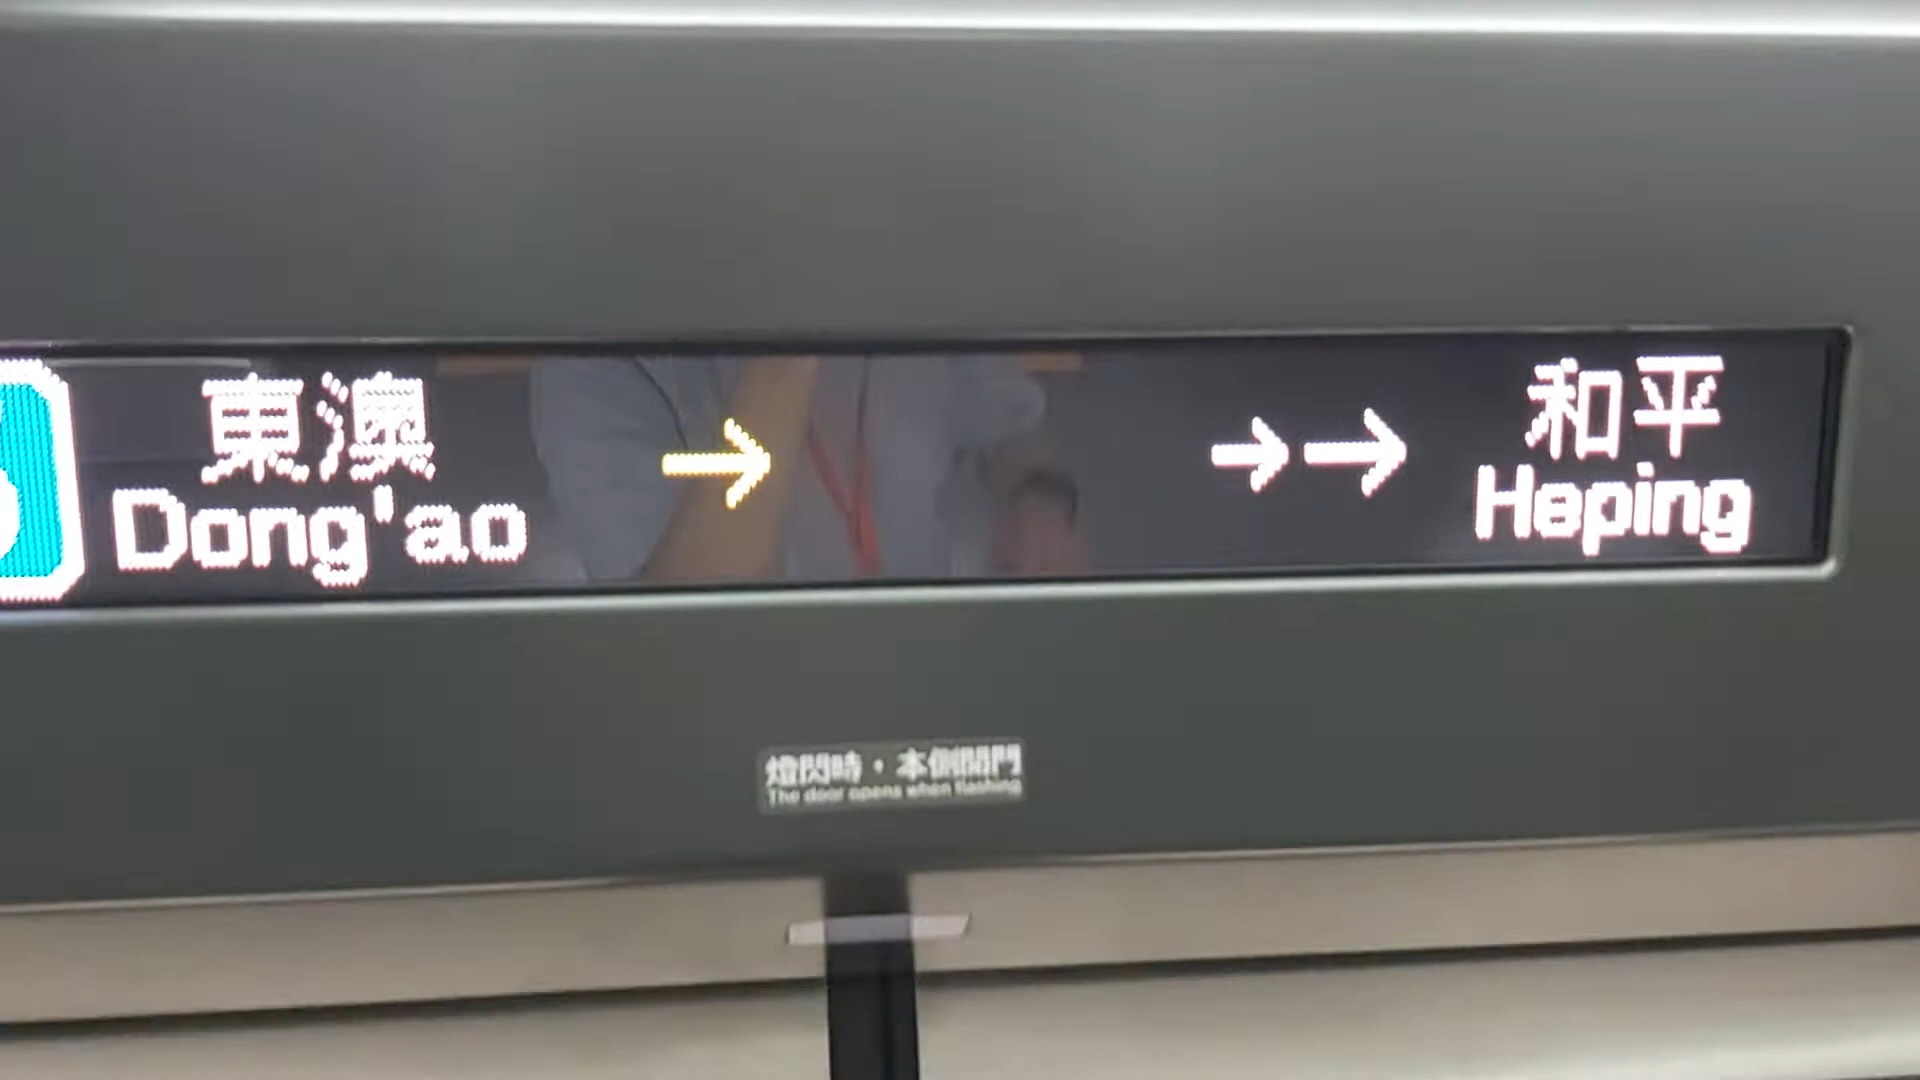 東澳
Dong'ao
→
→→
和平
Heping
燈閃時，本側開門
The door opens when flashing